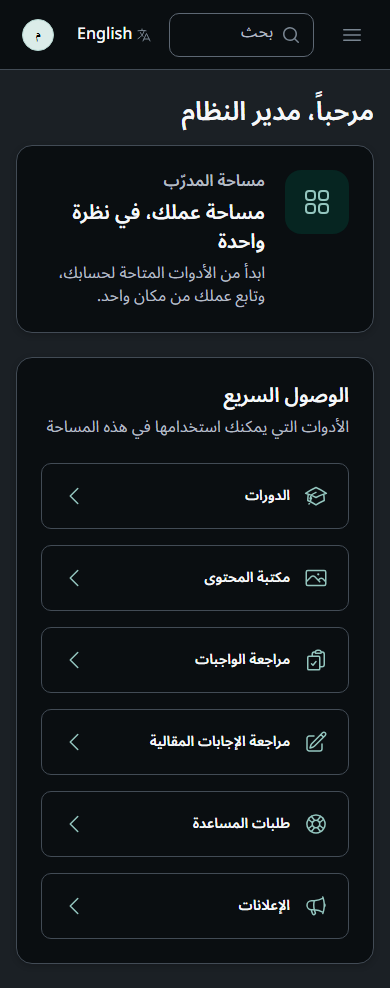 بحث
English
م
مرحباً، مدير النظام
مساحة المدرّب
مساحة عملك، في نظرة
واحدة
ابدأ من الأدوات المتاحة لحسابك،
وتابع عملك من مكان واحد.
الوصول السريع
الأدوات التي يمكنك استخدامها في هذه المساحة
الدورات
مكتبة المحتوى
مراجعة الواجبات
مراجعة الإجابات المقالية
طلبات المساعدة
الإعلانات